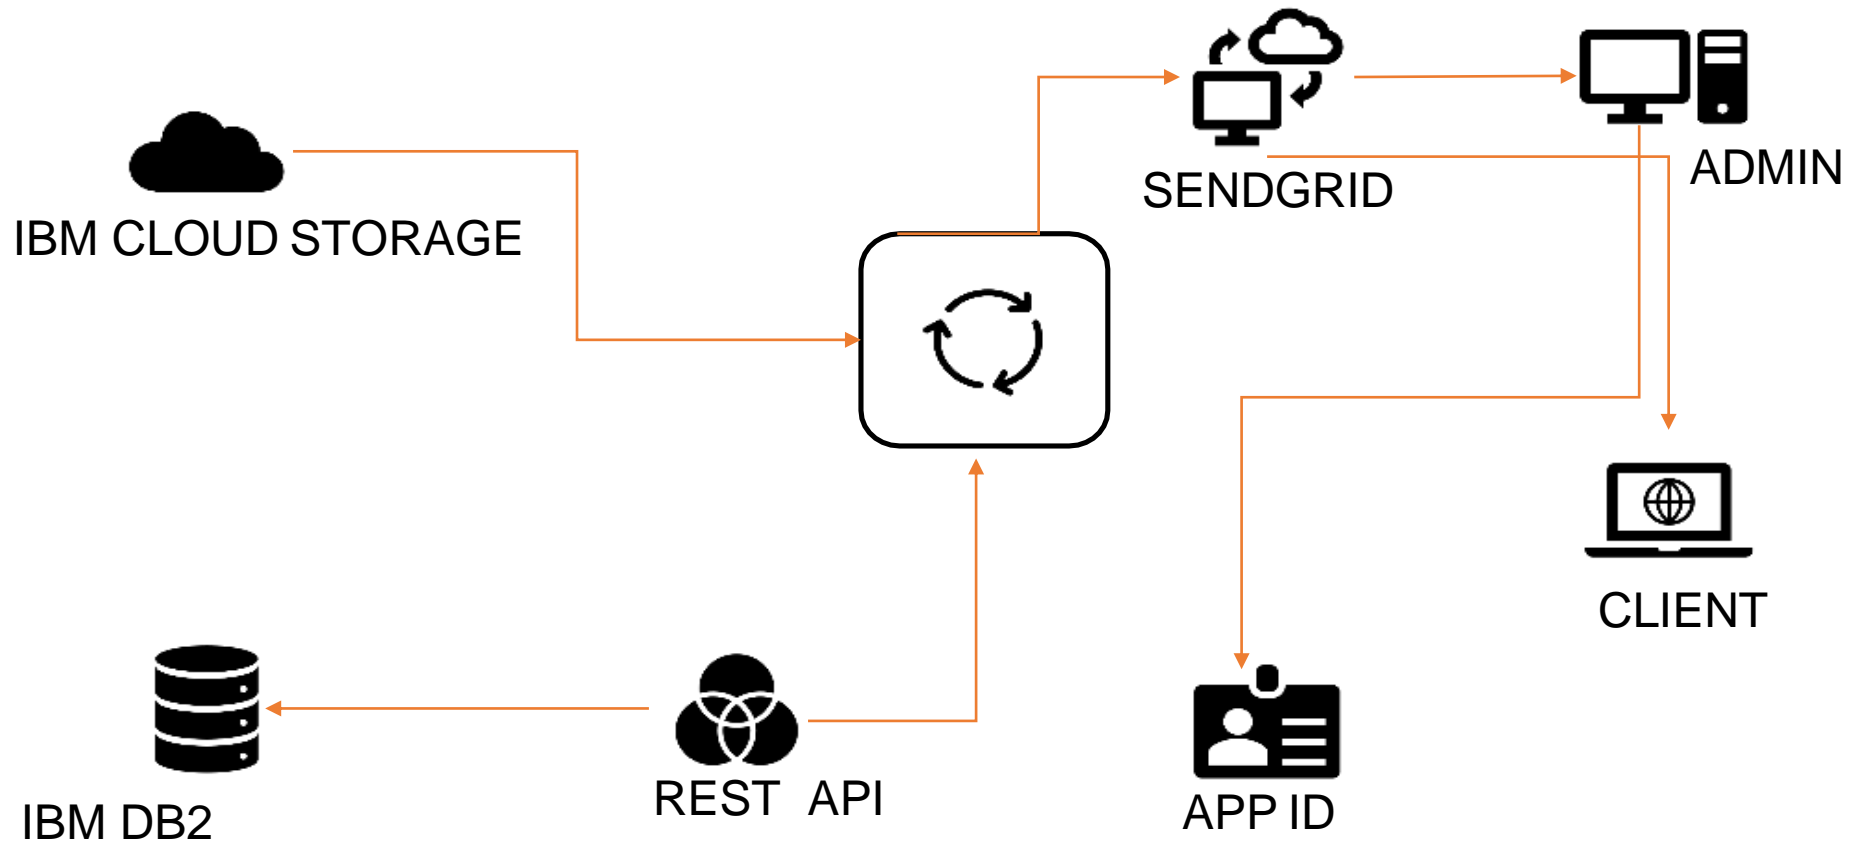 SENDGRID
ADMIN
IBM CLOUD STORAGE
CLIENT
IBM DB2
REST API
APP ID